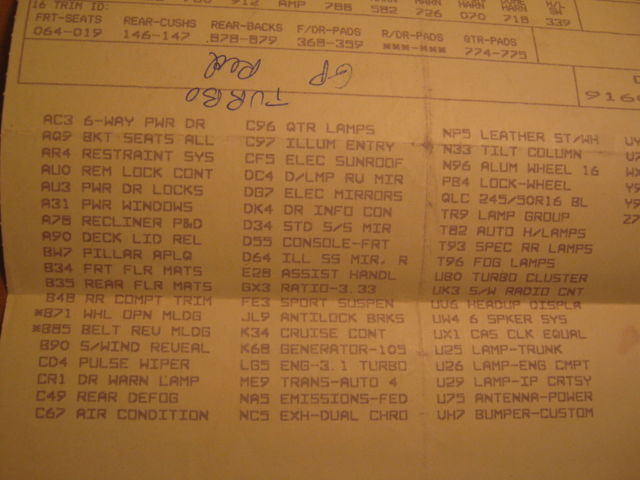 16 TRIM ID: 912 AMP 788 582 726 070 718 339
FRT-SEATS REAR-CUSHS REAR-BACKS F/DR-PADS R/DR-PADS QTR-PADS
064-019 146-147 .878-879 368-359 ***-*** 774-775
GP Red
TURBO
D
916
AC3 6-WAY PWR DR C96 QTR LAMPS NP5 LEATHER ST/WH
AQ9 BKT SEATS ALL C97 ILLUM ENTRY N33 TILT COLUMN
AR4 RESTRAINT SYS CF5 ELEC SUNROOF N96 ALUM WHEEL 16
AU0 REM LOCK CONT DC4 D/LMP RV MIR PB4 LOCK-WHEEL
AU3 PWR DR LOCKS DG7 ELEC MIRRORS QLC 245/50R16 BL
A31 PWR WINDOWS DK4 DR INFO CON TR9 LAMP GROUP
A78 RECLINER P&D D34 STD S/S MIR T82 AUTO H/LAMPS
A90 DECK LID REL D55 CONSOLE-FRT T93 SPEC RR LAMPS
BW7 PILLAR APLQ D64 ILL SS MIR, R T96 FOG LAMPS
B34 FRT FLR MATS E28 ASSIST HANDL U80 TURBO CLUSTER
B35 REAR FLR MATS GX3 RATIO-3.33 UK3 S/W RADIO CNT
B48 RR COMPT TRIM FE3 SPORT SUSPEN UV6 HEADUP DISPLA
*B71 WHL OPN MLDG JL9 ANTILOCK BRKS UW4 6 SPKER SYS
*B85 BELT REV MLDG K34 CRUISE CONT UX1 CAS CLK EQUAL
B90 S/WIND REVEAL K68 GENERATOR-105 U25 LAMP-TRUNK
CD4 PULSE WIPER LG5 ENG-3.1 TURBO U26 LAMP-ENG CMPT
CR1 DR WARN LAMP ME9 TRANS-AUTO 4 U29 LAMP-IP CRTSY
C49 REAR DEFOG NA5 EMISSIONS-FED U75 ANTENNA-POWER
C67 AIR CONDITION NC5 EXH-DUAL CHRO VH7 BUMPER-CUSTOM